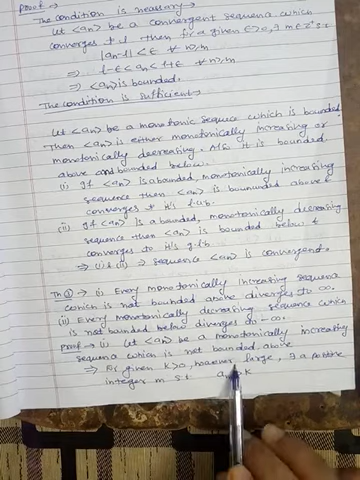 Proof →
The condition is necessary →
Let <an> be a convergent sequence which
converges to l then for a given ε>0, ∃ m ∈ Z+ s.t
|an-l| < ε ∀ n≥m
⇒ l-ε < an < l+ε ∀ n≥m
⇒ <an> is bounded.
The condition is sufficient →
Let <an> be a monotonic sequence which is bounded
Then <an> is either monotonically increasing or
monotonically decreasing. Also it is bounded
above and bounded below.
(i) If <an> is a bounded, monotonically increasing
sequence then <an> is bounded above &
converges to it's l.u.b.
(ii) If <an> is a bounded, monotonically decreasing
sequence then <an> is bounded below &
converges to it's g.l.b
⇒ (i) & (ii) ⇒ sequence <an> is convergent.
Th → (i) Every monotonically increasing sequence
which is not bounded above diverges to ∞.
(ii) Every monotonically decreasing sequence which
is not bounded below diverges to -∞.
Proof → (i) Let <an> be a monotonically increasing
sequence which is not bounded above
⇒ For given k>0, however large, ∃ a positive
integer m s.t k